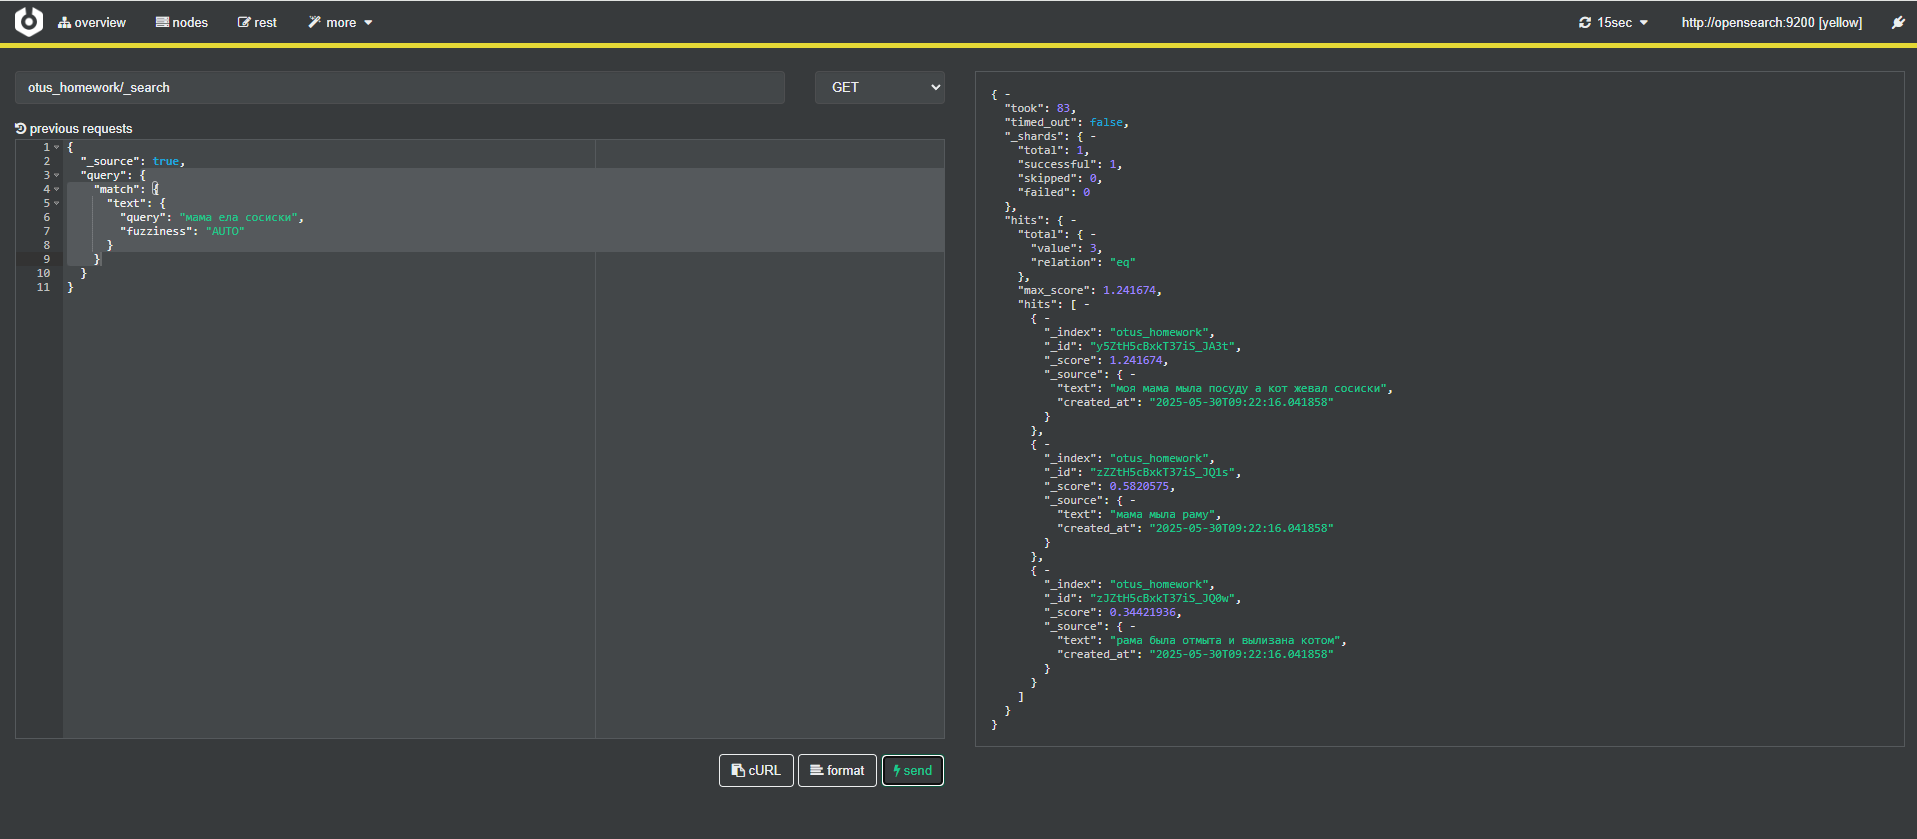 overview nodes rest more 15sec http://opensearch:9200 [yellow]
otus_homework/_search GET
previous requests
1 {
2 "_source": true,
3 "query": {
4 "match": {
5 "text": {
6 "query": "мама ела сосиски",
7 "fuzziness": "AUTO"
8 }
9 }
10 }
11 }
cURL format send
{ -
"took": 83,
"timed_out": false,
"_shards": { -
"total": 1,
"successful": 1,
"skipped": 0,
"failed": 0
},
"hits": { -
"total": { -
"value": 3,
"relation": "eq"
},
"max_score": 1.241674,
"hits": [ -
{ -
"_index": "otus_homework",
"_id": "y5ZtH5cBxkT37iS_JA3t",
"_score": 1.241674,
"_source": { -
"text": "моя мама мыла посуду а кот жевал сосиски",
"created_at": "2025-05-30T09:22:16.041858"
}
},
{ -
"_index": "otus_homework",
"_id": "zZZtH5cBxkT37iS_JQ1s",
"_score": 0.5820575,
"_source": { -
"text": "мама мыла раму",
"created_at": "2025-05-30T09:22:16.041858"
}
},
{ -
"_index": "otus_homework",
"_id": "zJZtH5cBxkT37iS_JQ0w",
"_score": 0.34421936,
"_source": { -
"text": "рама была отмыта и вылизана котом",
"created_at": "2025-05-30T09:22:16.041858"
}
}
]
}
}